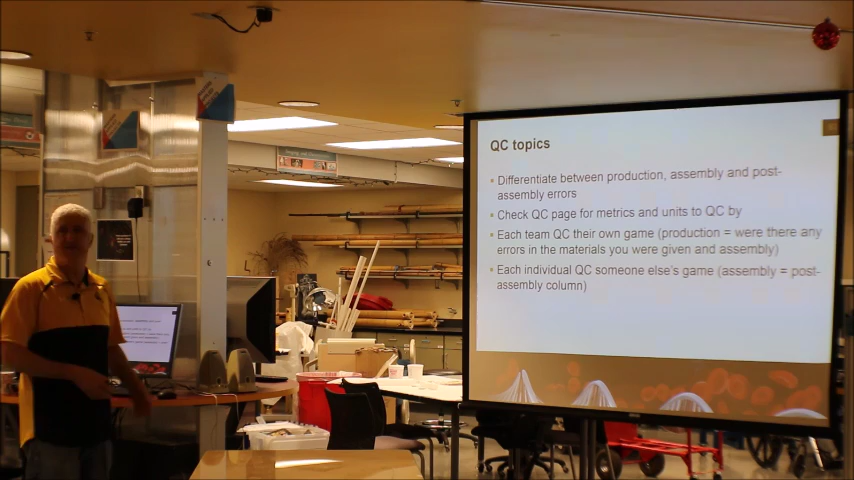 QC topics
Differentiate between production, assembly and post-
assembly errors
Check QC page for metrics and units to QC by
Each team QC their own game (production = were there any
errors in the materials you were given and assembly)
Each individual QC someone else's game (assembly = post-
assembly column)